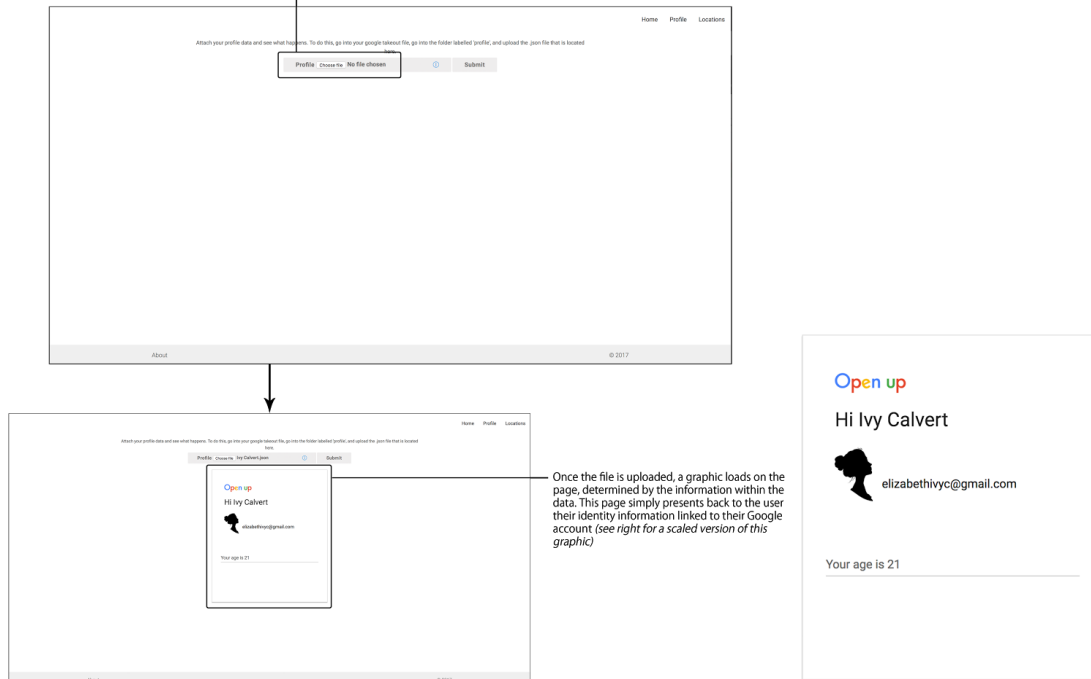 Home Profile Locations
Attach your profile data and see what happens. To do this, go into your google takeout file, go into the folder labelled 'profile', and upload the .json file that is located
here.
Profile Choose file No file chosen Submit
About © 2017
Home Profile Locations
Attach your profile data and see what happens. To do this, go into your google takeout file, go into the folder labelled 'profile', and upload the .json file that is located
here.
Profile Choose file Ivy Calvert.json Submit
Open up
Hi Ivy Calvert
elizabethivyc@gmail.com
Your age is 21
Once the file is uploaded, a graphic loads on the
page, determined by the information within the
data. This page simply presents back to the user
their identity information linked to their Google
account (see right for a scaled version of this
graphic)
Open up
Hi Ivy Calvert
elizabethivyc@gmail.com
Your age is 21